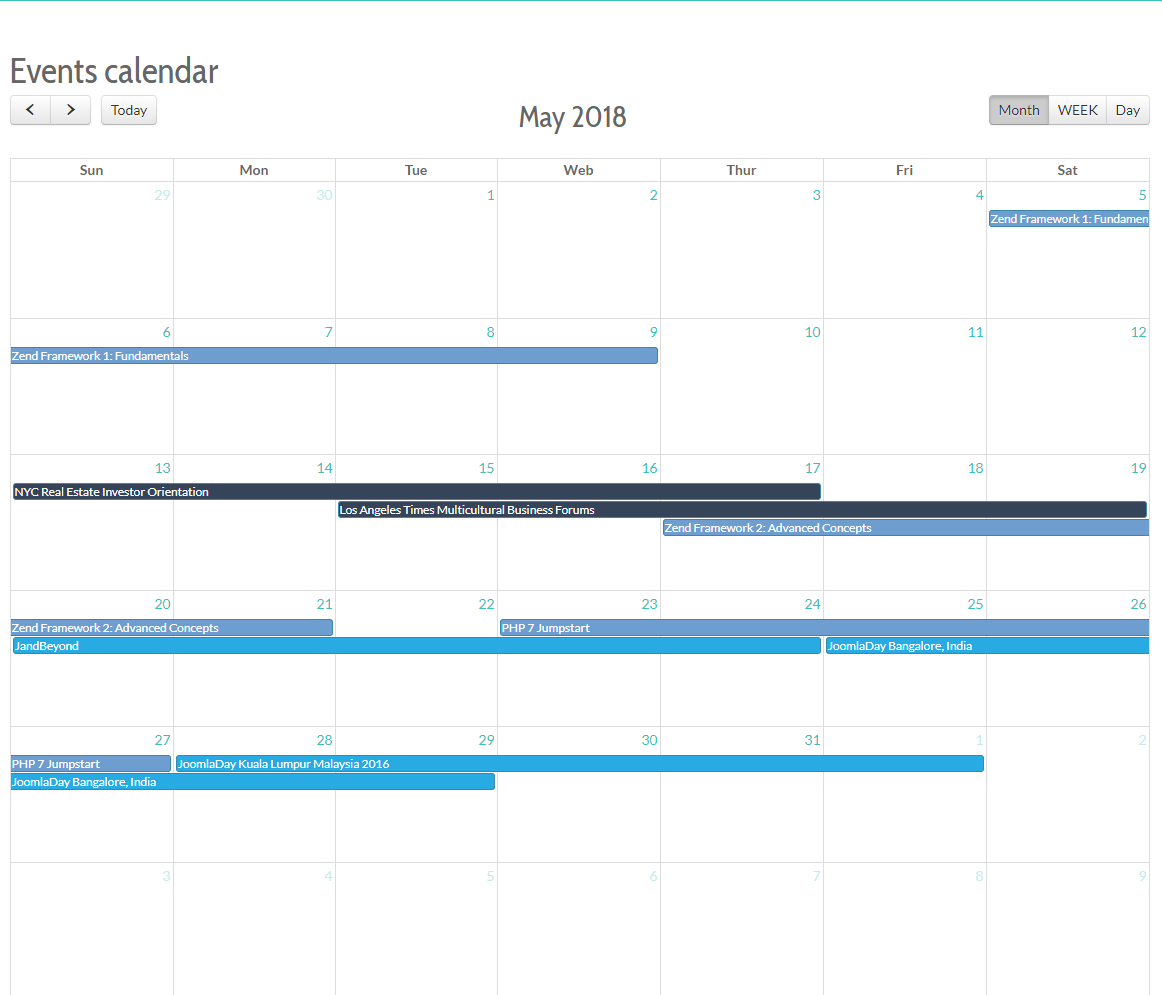 Events calendar
Today
May 2018
Month WEEK Day
Sun Mon Tue Web Thur Fri Sat
29 30 1 2 3 4 5
Zend Framework 1: Fundamen
6 7 8 9 10 11 12
Zend Framework 1: Fundamentals
13 14 15 16 17 18 19
NYC Real Estate Investor Orientation
Los Angeles Times Multicultural Business Forums
Zend Framework 2: Advanced Concepts
20 21 22 23 24 25 26
Zend Framework 2: Advanced Concepts PHP 7 Jumpstart
JandBeyond JoomlaDay Bangalore, India
27 28 29 30 31 1 2
PHP 7 Jumpstart JoomlaDay Kuala Lumpur Malaysia 2016
JoomlaDay Bangalore, India
3 4 5 6 7 8 9